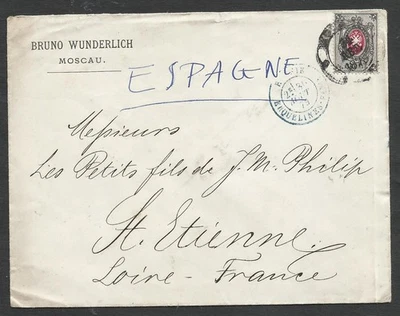 BRUNO WUNDERLICH
MOSCAU.
ESPAGNE
Messieurs
Les Petits fils de J. M. Philip
St. Etienne.
Loire - France